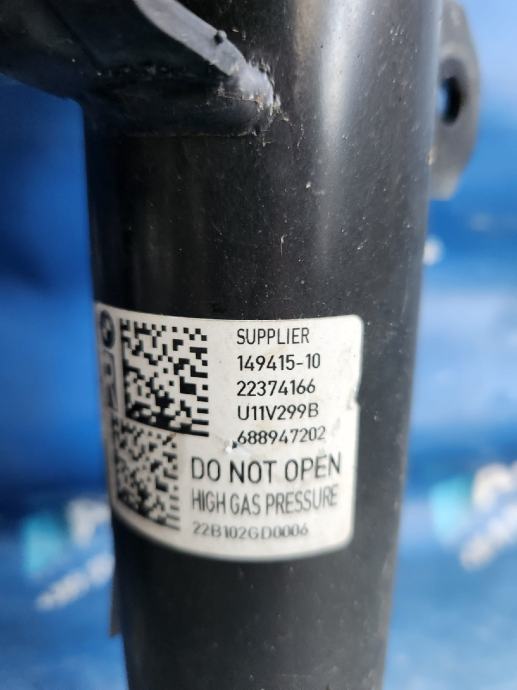 SUPPLIER
149415-10
22374166
U11V299B
688947202
DO NOT OPEN
HIGH GAS PRESSURE
22B102GD0006